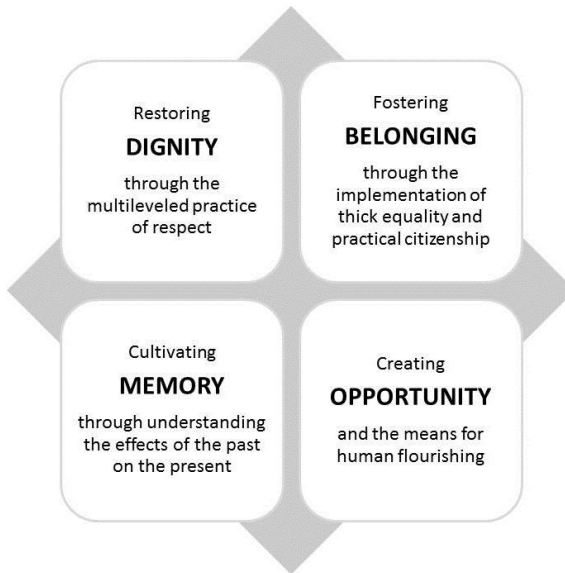 Restoring
DIGNITY
through the
multileveled practice
of respect
Fostering
BELONGING
through the
implementation of
thick equality and
practical citizenship
Cultivating
MEMORY
through understanding
the effects of the past
on the present
Creating
OPPORTUNITY
and the means for
human flourishing